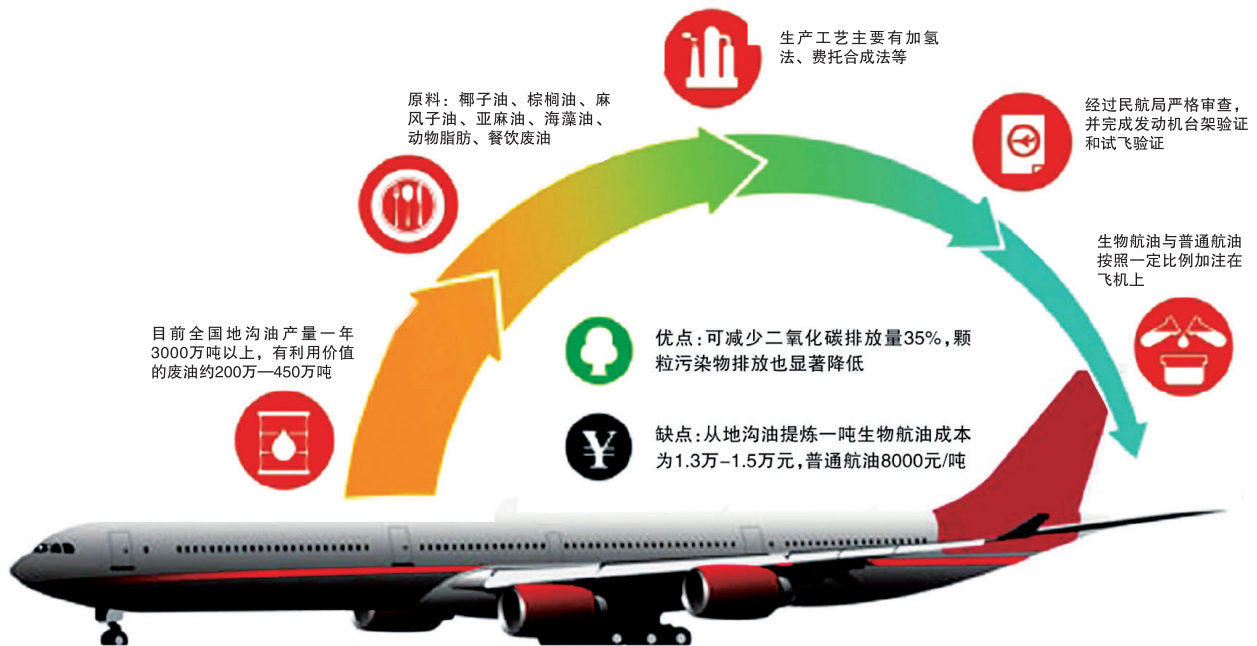 目前全国地沟油产量一年
3000万吨以上，有利用价值
的废油约200万—450万吨
原料：椰子油、棕榈油、麻
风子油、亚麻油、海藻油、
动物脂肪、餐饮废油
生产工艺主要有加氢
法、费托合成法等
经过民航局严格审查，
并完成发动机台架验证
和试飞验证
生物航油与普通航油
按照一定比例加注在
飞机上
优点：可减少二氧化碳排放量35%，颗
粒污染物排放也显著降低
¥
缺点：从地沟油提炼一吨生物航油成本
为1.3万–1.5万元，普通航油8000元/吨